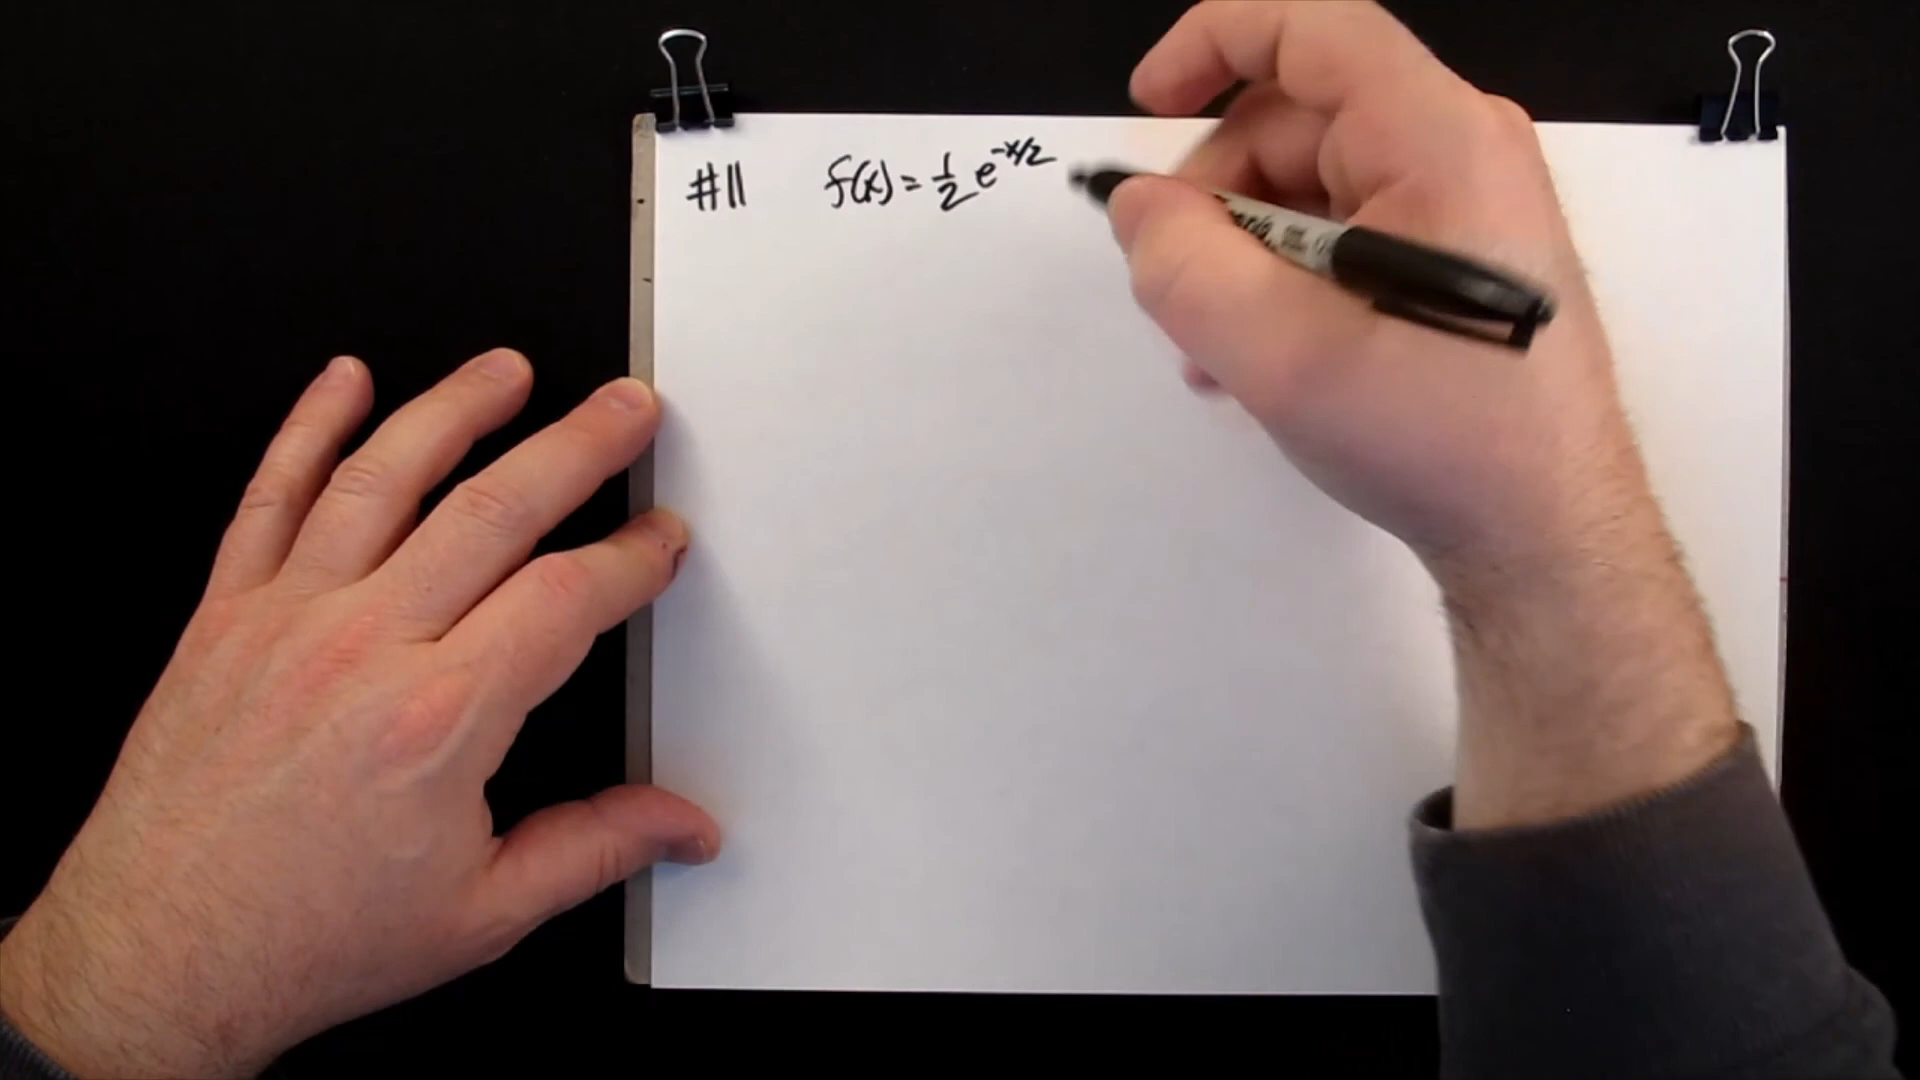 #11 f(x) = 1/2 e^{-x/2}